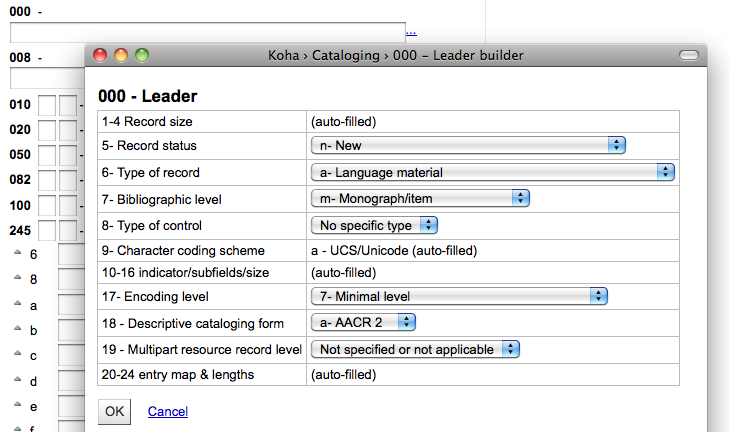 000 -
...
Koha › Cataloging › 000 – Leader builder
008 -
000 - Leader
010 -
1-4 Record size (auto-filled)
020 -
5- Record status n- New
050 -
6- Type of record a- Language material
082 -
7- Bibliographic level m- Monograph/item
100 -
8- Type of control No specific type
245 -
9- Character coding scheme a - UCS/Unicode (auto-filled)
6
10-16 indicator/subfields/size (auto-filled)
8
17- Encoding level 7- Minimal level
a
18 - Descriptive cataloging form a- AACR 2
b
19 - Multipart resource record level Not specified or not applicable
c
20-24 entry map & lengths (auto-filled)
d
e
OK Cancel
f